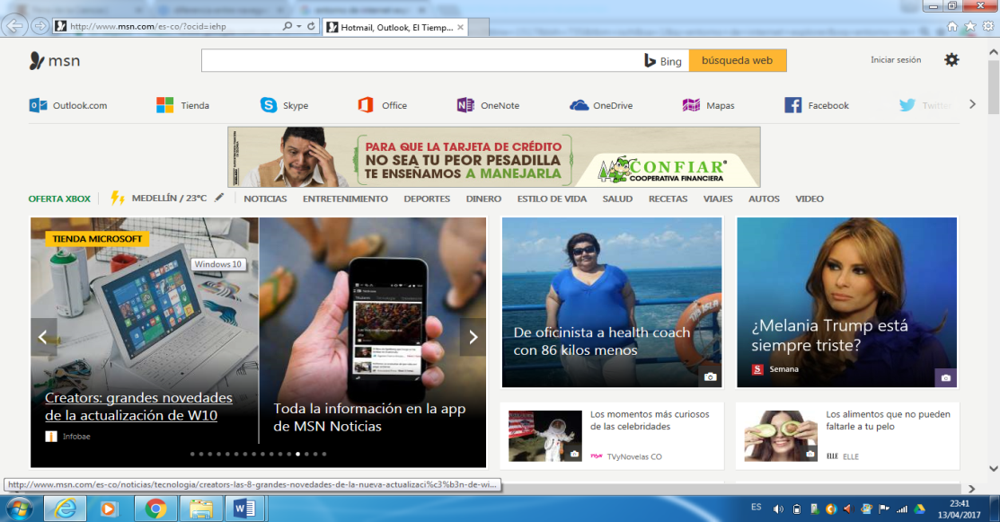 http://www.msn.com/es-co/?ocid=iehp
Hotmail, Outlook, El Tiemp...
msn
Bing
búsqueda web
Iniciar sesión
Outlook.com
Tienda
Skype
Office
OneNote
OneDrive
Mapas
Facebook
Twitter
PARA QUE LA TARJETA DE CRÉDITO
NO SEA TU PEOR PESADILLA
TE ENSEÑAMOS A MANEJARLA
CONFIAR
COOPERATIVA FINANCIERA
OFERTA XBOX
MEDELLÍN / 23°C
NOTICIAS
ENTRETENIMIENTO
DEPORTES
DINERO
ESTILO DE VIDA
SALUD
RECETAS
VIAJES
AUTOS
VIDEO
TIENDA MICROSOFT
Windows 10
Creators: grandes novedades
de la actualización de W10
Infobae
Toda la información en la app
de MSN Noticias
De oficinista a health coach
con 86 kilos menos
¿Melania Trump está
siempre triste?
Semana
Los momentos más curiosos
de las celebridades
msn TVyNovelas CO
Los alimentos que no pueden
faltarle a tu pelo
ELLE ELLE
http://www.msn.com/es-co/noticias/tecnologia/creators-las-8-grandes-novedades-de-la-nueva-actualizaci%c3%b3n-de-wi...
ES
23:41
13/04/2017